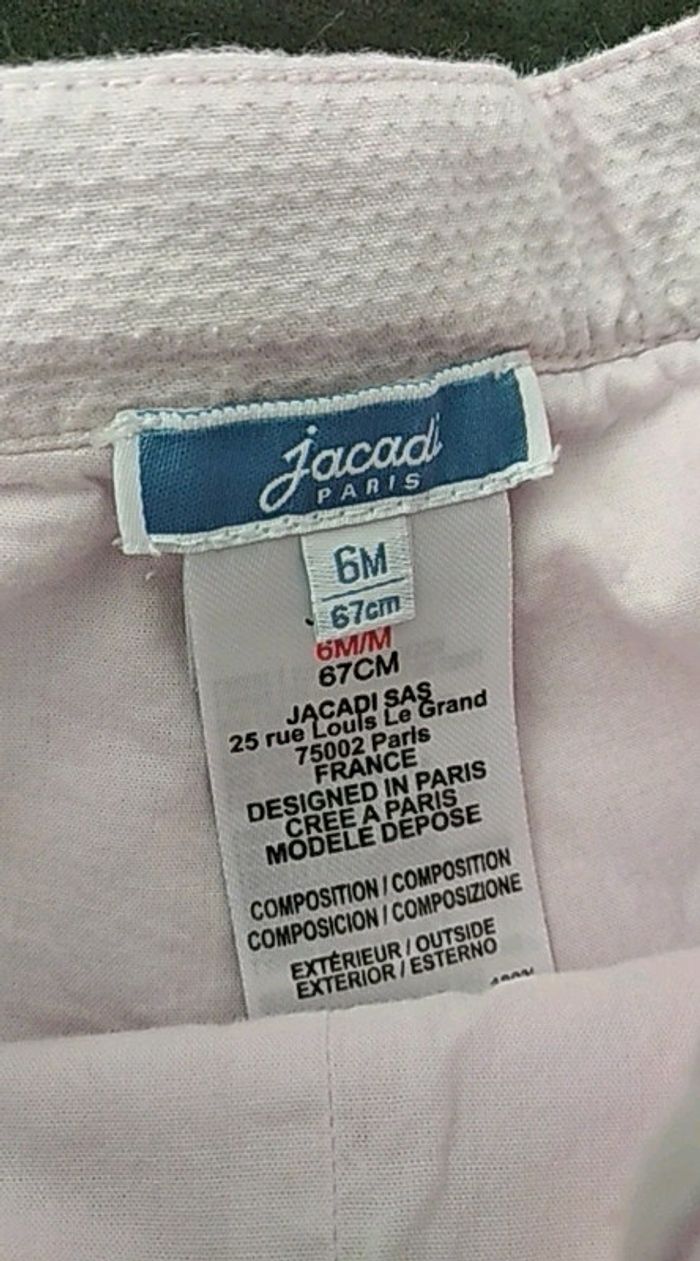 jacadi
PARIS
6M
67cm
6M/M
67CM
JACADI SAS
25 rue Louis Le Grand
75002 Paris
FRANCE
DESIGNED IN PARIS
CREE A PARIS
MODELE DEPOSE
COMPOSITION / COMPOSITION
COMPOSICION / COMPOSIZIONE
EXTÉRIEUR / OUTSIDE
EXTERIOR / ESTERNO